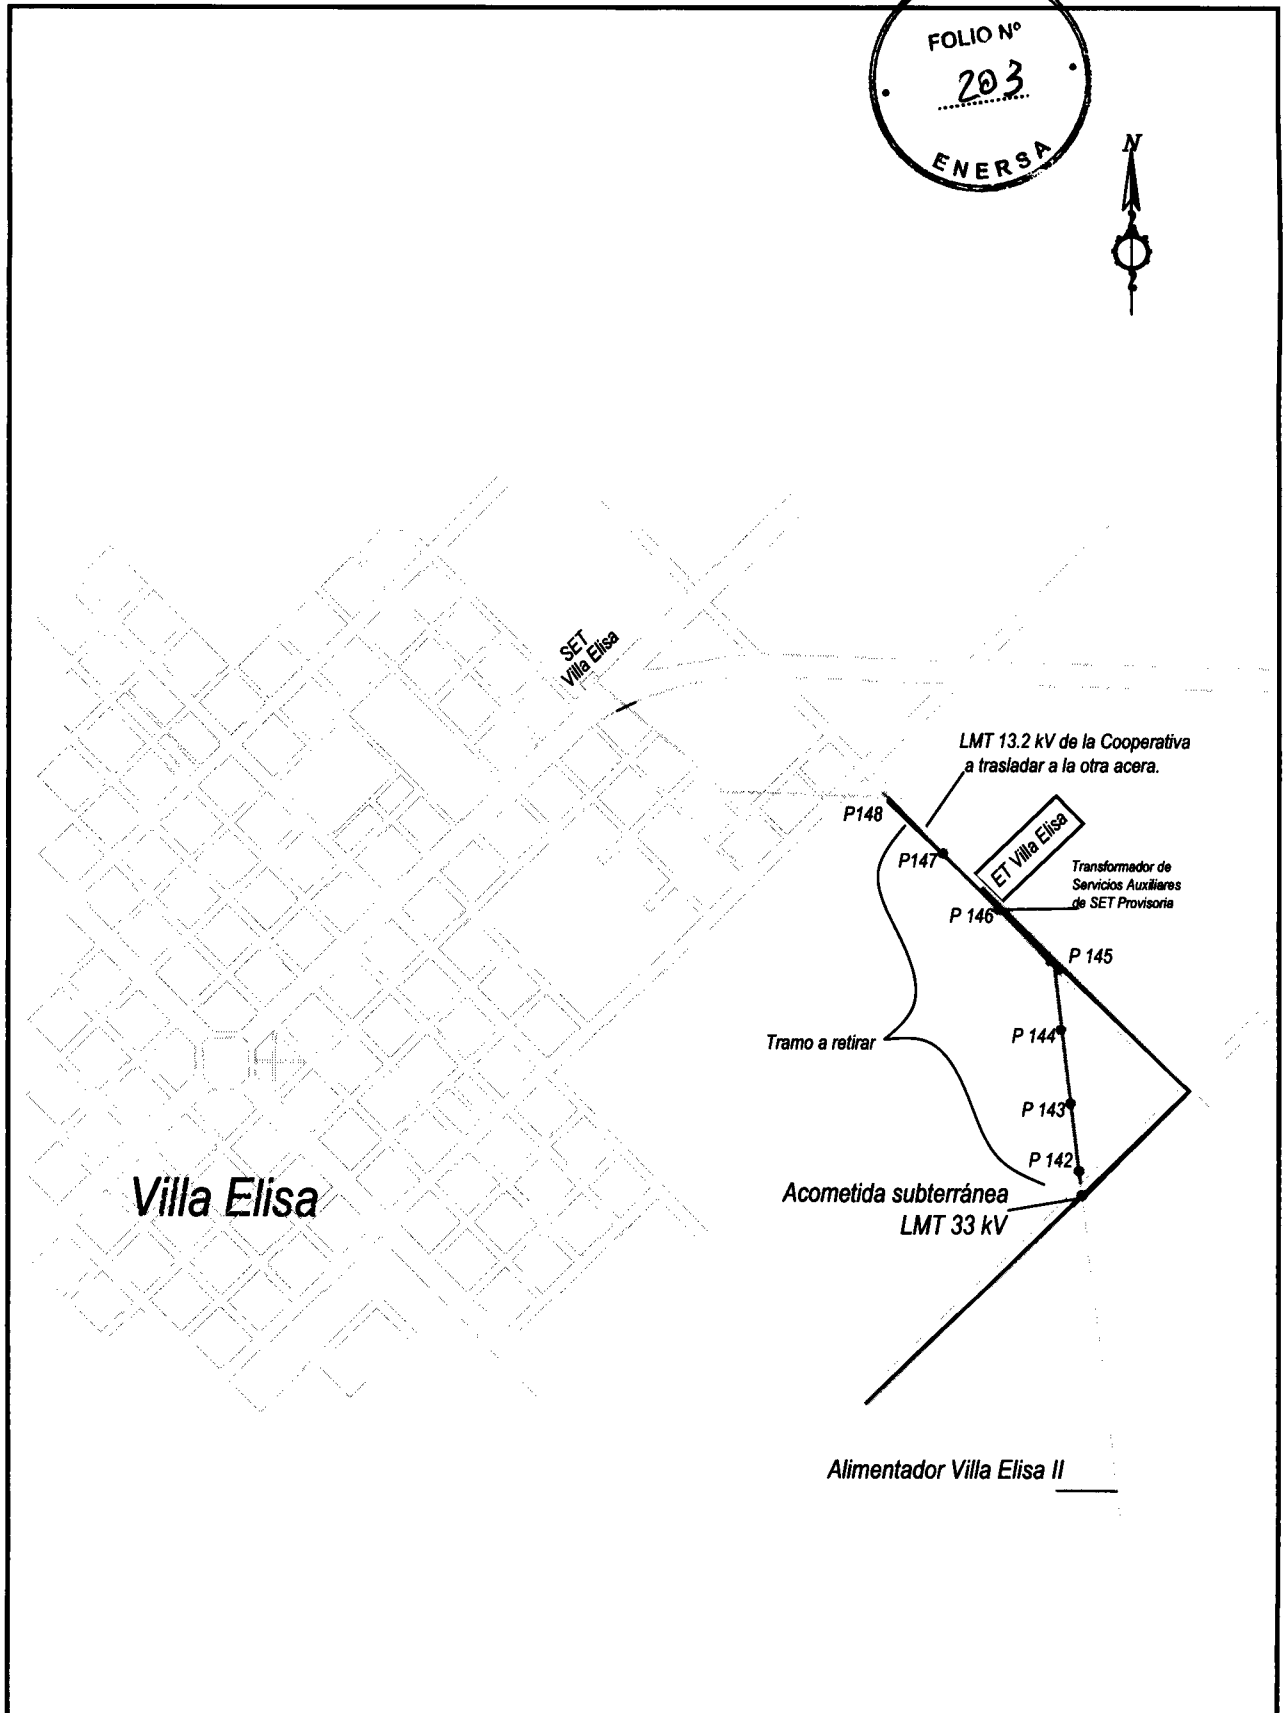 FOLIO Nº
203
ENERSA
N
SET
Villa Elisa
LMT 13.2 kV de la Cooperativa
a trasladar a la otra acera.
P148
P147
ET Villa Elisa
Transformador de
Servicios Auxiliares
de SET Provisoria
P 146
P 145
P 144
Tramo a retirar
P 143
P 142
Villa Elisa
Acometida subterránea
LMT 33 kV
Alimentador Villa Elisa II